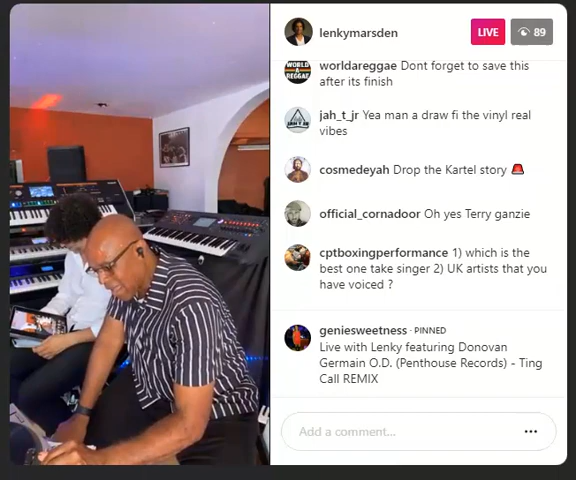 lenkymarsden
LIVE
89
worldareggae Dont forget to save this
after its finish
jah_t_jr Yea man a draw fi the vinyl real
vibes
cosmedeyah Drop the Kartel story
official_cornadoor Oh yes Terry ganzie
cptboxingperformance 1) which is the
best one take singer 2) UK artists that you
have voiced ?
geniesweetness · PINNED
Live with Lenky featuring Donovan
Germain O.D. (Penthouse Records) - Ting
Call REMIX
Add a comment...